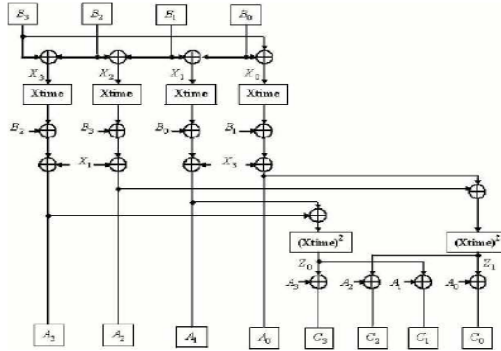 B₃ B₂ B₁ B₀
X₃ X₂ X₁ X₀
Xtime Xtime Xtime Xtime
B₂ B₃ B₀ B₁
X₁ X₃
(Xtime)² (Xtime)²
Z₀ Z₁
A₃ A₂ A₁ A₀
A₃ A₂ A₁ A₀ C₃ C₂ C₁ C₀